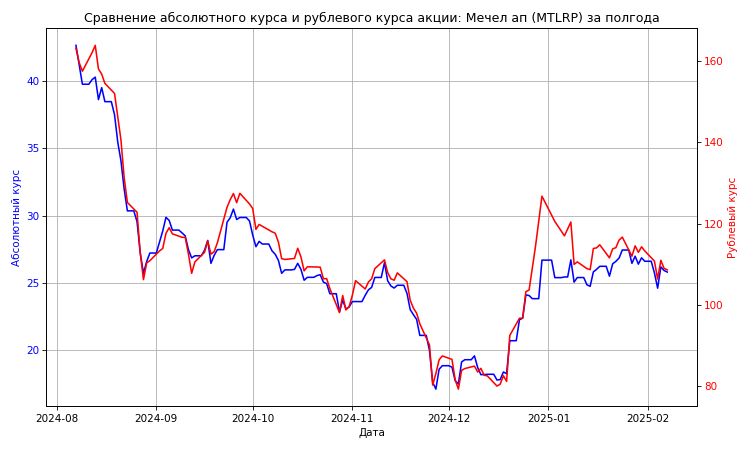 Сравнение абсолютного курса и рублевого курса акции: Мечел ап (MTLRP) за полгода
Абсолютный курс
40
35
30
25
20
160
140
120
100
80
Рублевый курс
2024-08 2024-09 2024-10 2024-11 2024-12 2025-01 2025-02
Дата